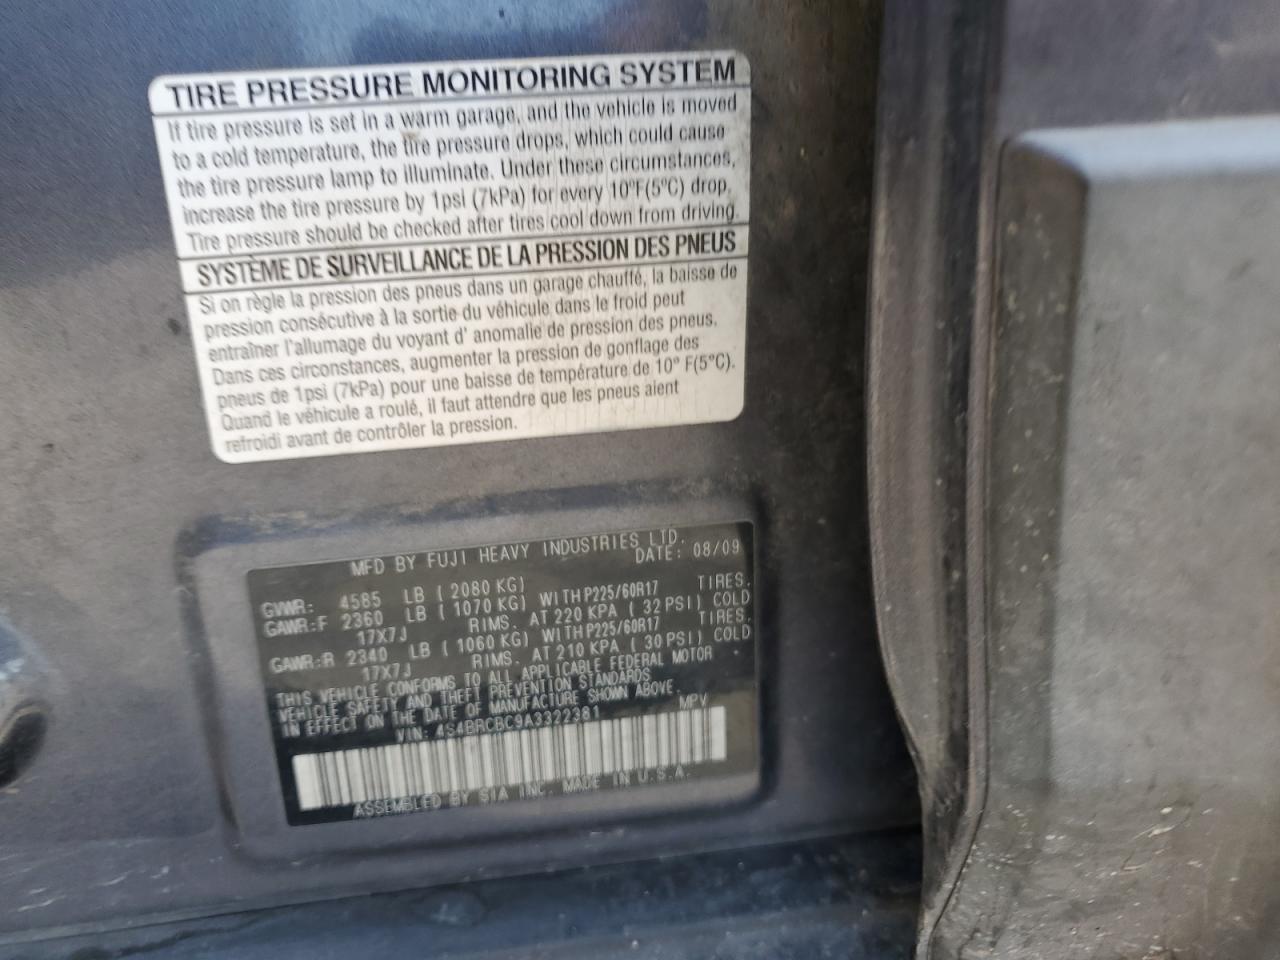 TIRE PRESSURE MONITORING SYSTEM
If tire pressure is set in a warm garage, and the vehicle is moved
to a cold temperature, the tire pressure drops, which could cause
the tire pressure lamp to illuminate. Under these circumstances,
increase the tire pressure by 1psi (7kPa) for every 10°F(5°C) drop.
Tire pressure should be checked after tires cool down from driving.
SYSTÈME DE SURVEILLANCE DE LA PRESSION DES PNEUS
Si on règle la pression des pneus dans un garage chauffé, la baisse de
pression consécutive à la sortie du véhicule dans le froid peut
entraîner l'allumage du voyant d' anomalie de pression des pneus.
Dans ces circonstances, augmenter la pression de gonflage des
pneus de 1psi (7kPa) pour une baisse de température de 10° F(5°C).
Quand le véhicule a roulé, il faut attendre que les pneus aient
refroidi avant de contrôler la pression.
MFD BY FUJI HEAVY INDUSTRIES LTD.
DATE: 08/09
GVWR: 4585 LB ( 2080 KG)
GAWR:F 2360 LB ( 1070 KG) WITH P225/60R17 TIRES.
17X7J RIMS. AT 220 KPA ( 32 PSI) COLD
GAWR:R 2340 LB ( 1060 KG) WITH P225/60R17 TIRES.
17X7J RIMS. AT 210 KPA ( 30 PSI) COLD
THIS VEHICLE CONFORMS TO ALL APPLICABLE FEDERAL MOTOR
VEHICLE SAFETY AND THEFT PREVENTION STANDARDS
IN EFFECT ON THE DATE OF MANUFACTURE SHOWN ABOVE.
VIN: 4S4BRCBC9A3322381 MPV
ASSEMBLED BY SIA INC. MADE IN U.S.A.